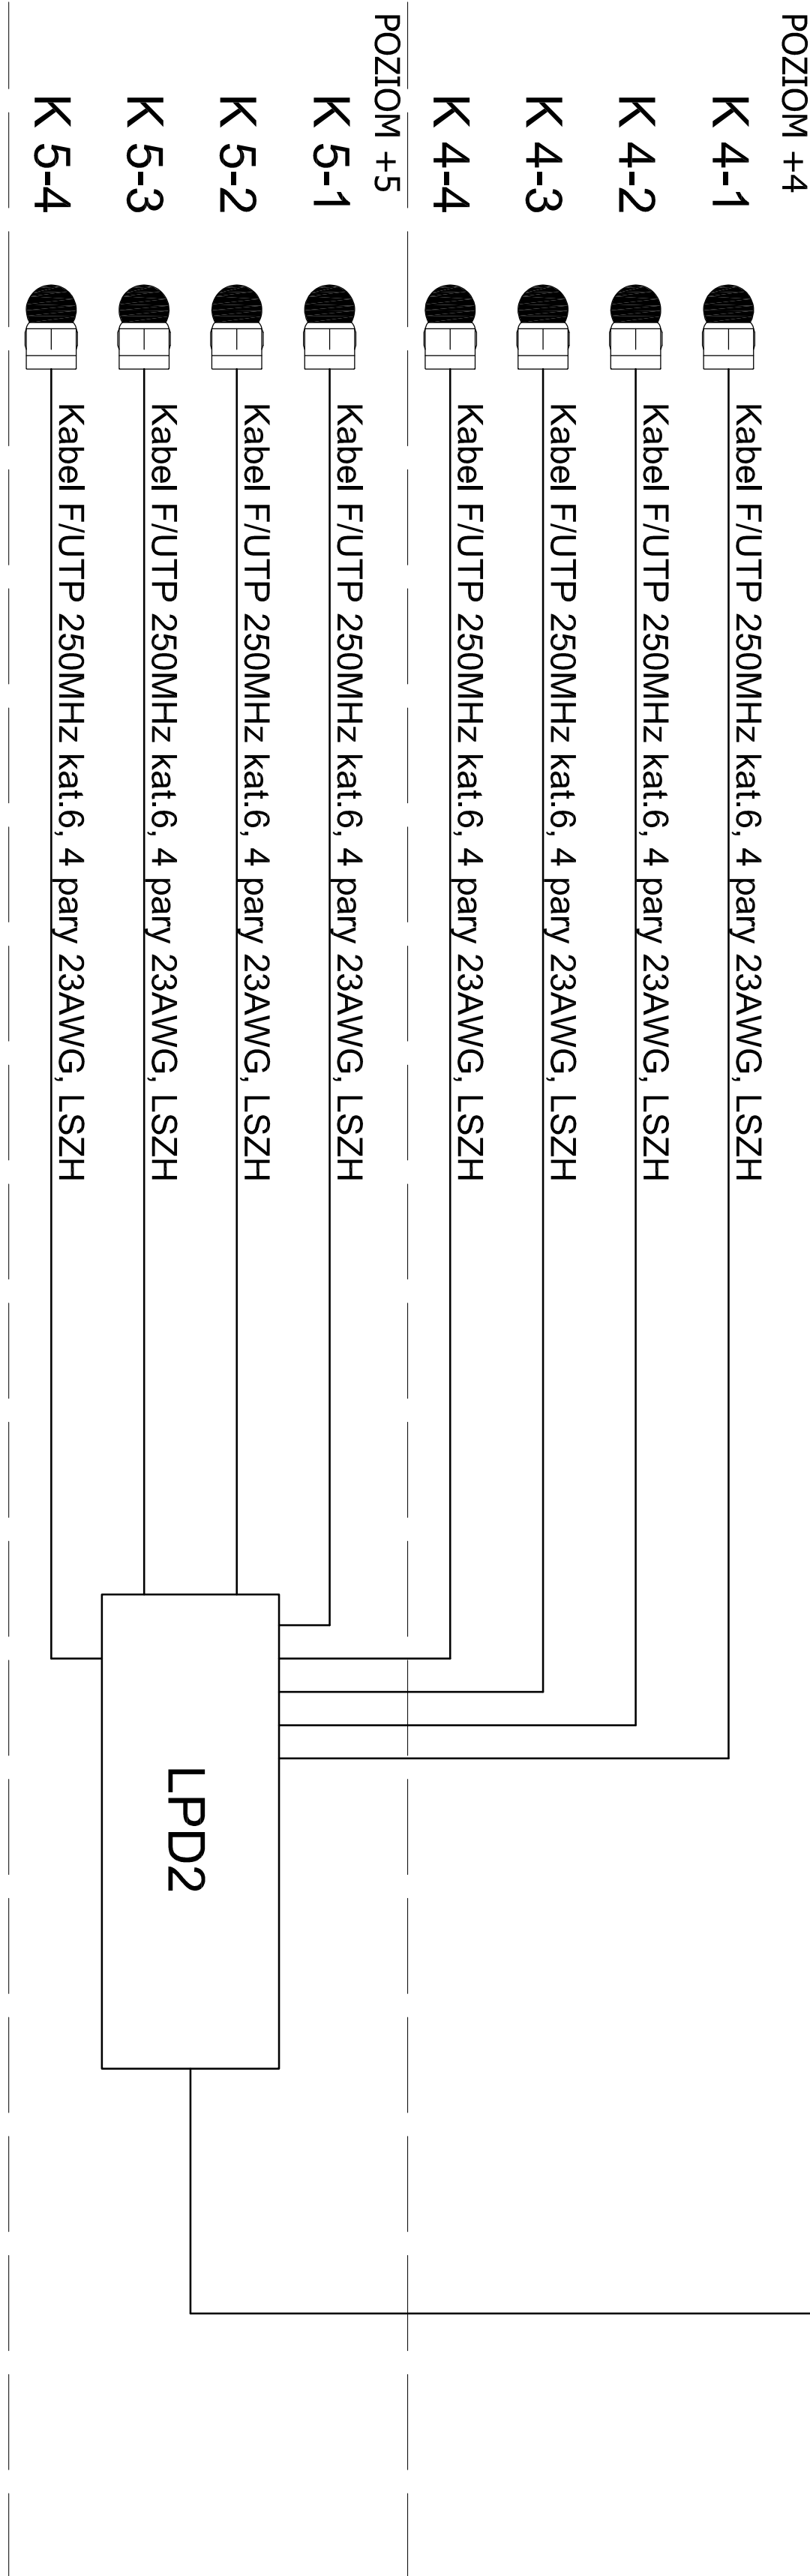 POZIOM +5
K 5-4
Kabel F/UTP 250MHz kat.6, 4 pary 23AWG, LSZH
K 5-3
Kabel F/UTP 250MHz kat.6, 4 pary 23AWG, LSZH
K 5-2
Kabel F/UTP 250MHz kat.6, 4 pary 23AWG, LSZH
K 5-1
Kabel F/UTP 250MHz kat.6, 4 pary 23AWG, LSZH
LPD2
POZIOM +4
K 4-4
Kabel F/UTP 250MHz kat.6, 4 pary 23AWG, LSZH
K 4-3
Kabel F/UTP 250MHz kat.6, 4 pary 23AWG, LSZH
K 4-2
Kabel F/UTP 250MHz kat.6, 4 pary 23AWG, LSZH
K 4-1
Kabel F/UTP 250MHz kat.6, 4 pary 23AWG, LSZH